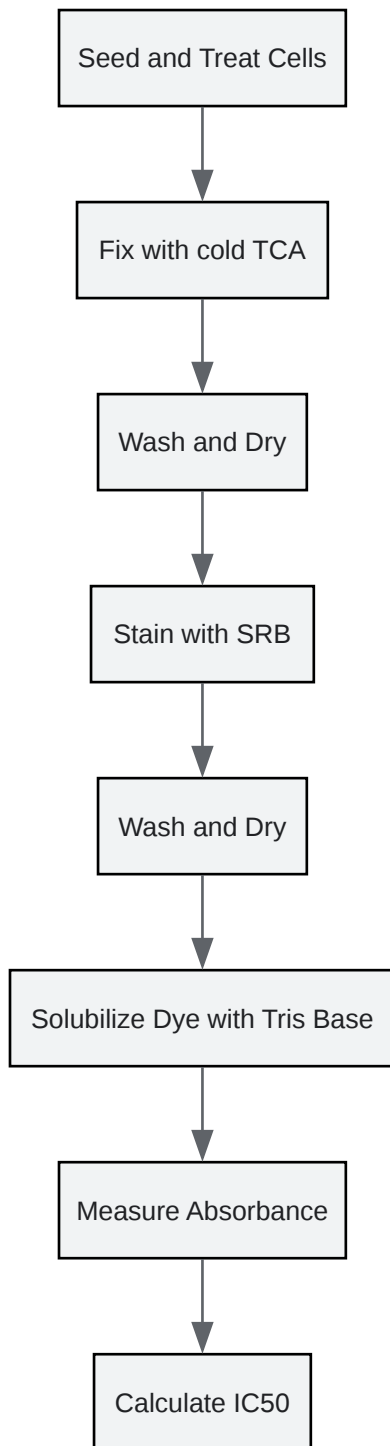 Seed and Treat Cells
Fix with cold TCA
Wash and Dry
Stain with SRB
Wash and Dry
Solubilize Dye with Tris Base
Measure Absorbance
Calculate IC50